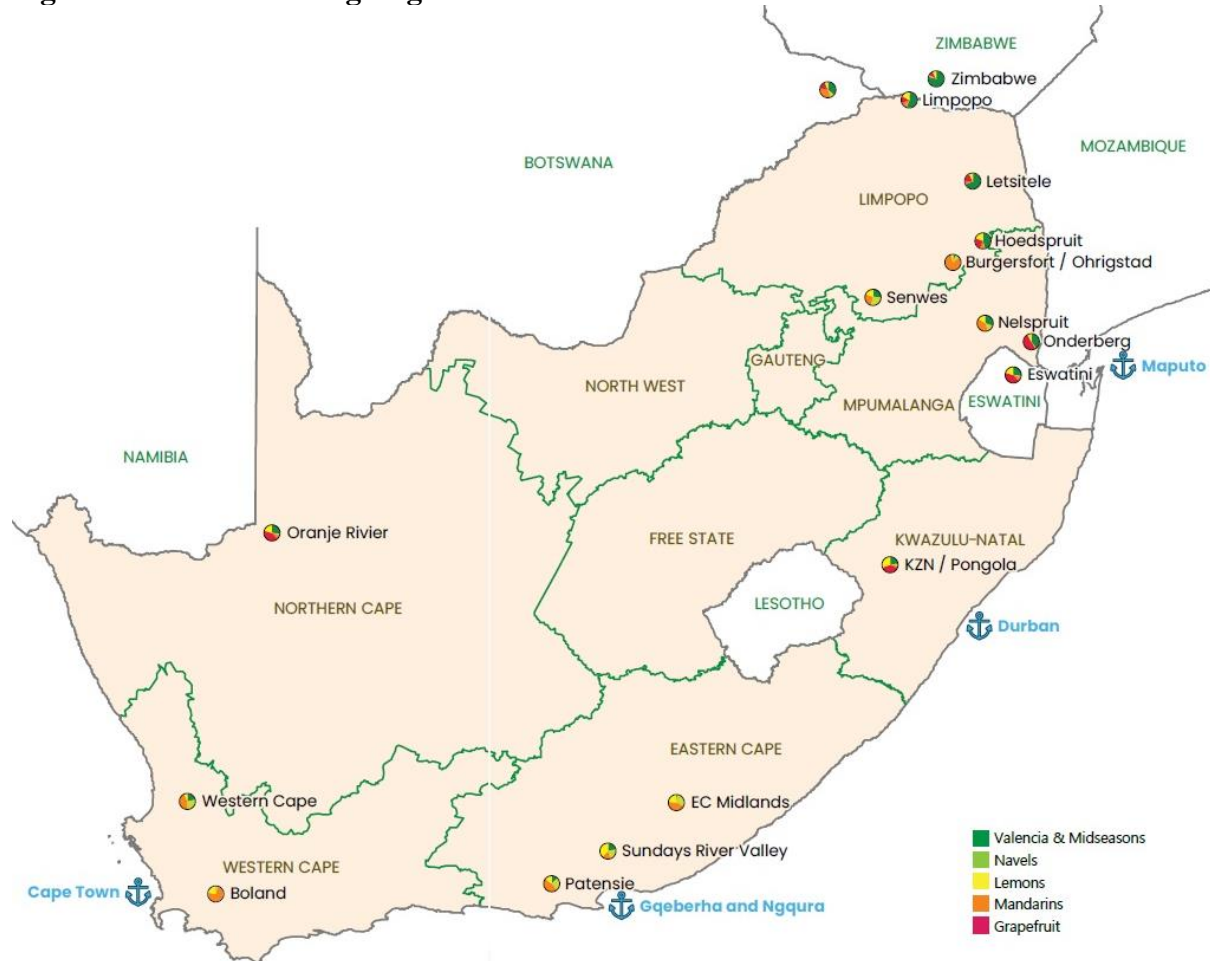 ZIMBABWE
Zimbabwe
Limpopo
MOZAMBIQUE
BOTSWANA
Letsitele
LIMPOPO
Hoedspruit
Burgersfort / Ohrigstad
Senwes
Nelspruit
Onderberg
GAUTENG
Maputo
Eswatini
NORTH WEST
ESWATINI
MPUMALANGA
NAMIBIA
Oranje Rivier
FREE STATE
KWAZULU-NATAL
KZN / Pongola
LESOTHO
NORTHERN CAPE
Durban
EASTERN CAPE
Western Cape
EC Midlands
Sundays River Valley
WESTERN CAPE
Patensie
Cape Town
Boland
Gqeberha and Ngqura
Valencia & Midseasons
Navels
Lemons
Mandarins
Grapefruit